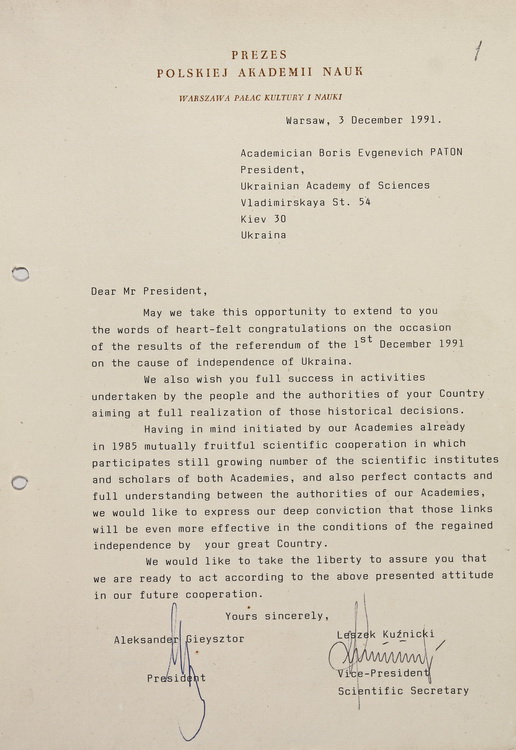 1
PREZES
POLSKIEJ AKADEMII NAUK
WARSZAWA PAŁAC KULTURY I NAUKI
Warsaw, 3 December 1991.
Academician Boris Evgenevich PATON
President,
Ukrainian Academy of Sciences
Vladimirskaya St. 54
Kiev 30
Ukraina
Dear Mr President,
May we take this opportunity to extend to you
the words of heart-felt congratulations on the occasion
of the results of the referendum of the 1st December 1991
on the cause of independence of Ukraina.
We also wish you full success in activities
undertaken by the people and the authorities of your Country
aiming at full realization of those historical decisions.
Having in mind initiated by our Academies already
in 1985 mutually fruitful scientific cooperation in which
participates still growing number of the scientific institutes
and scholars of both Academies, and also perfect contacts and
full understanding between the authorities of our Academies,
we would like to express our deep conviction that those links
will be even more effective in the conditions of the regained
independence by your great Country.
We would like to take the liberty to assure you that
we are ready to act according to the above presented attitude
in our future cooperation.
Yours sincerely,
Aleksander Gieysztor
President
Leszek Kuźnicki
Vice-President
Scientific Secretary